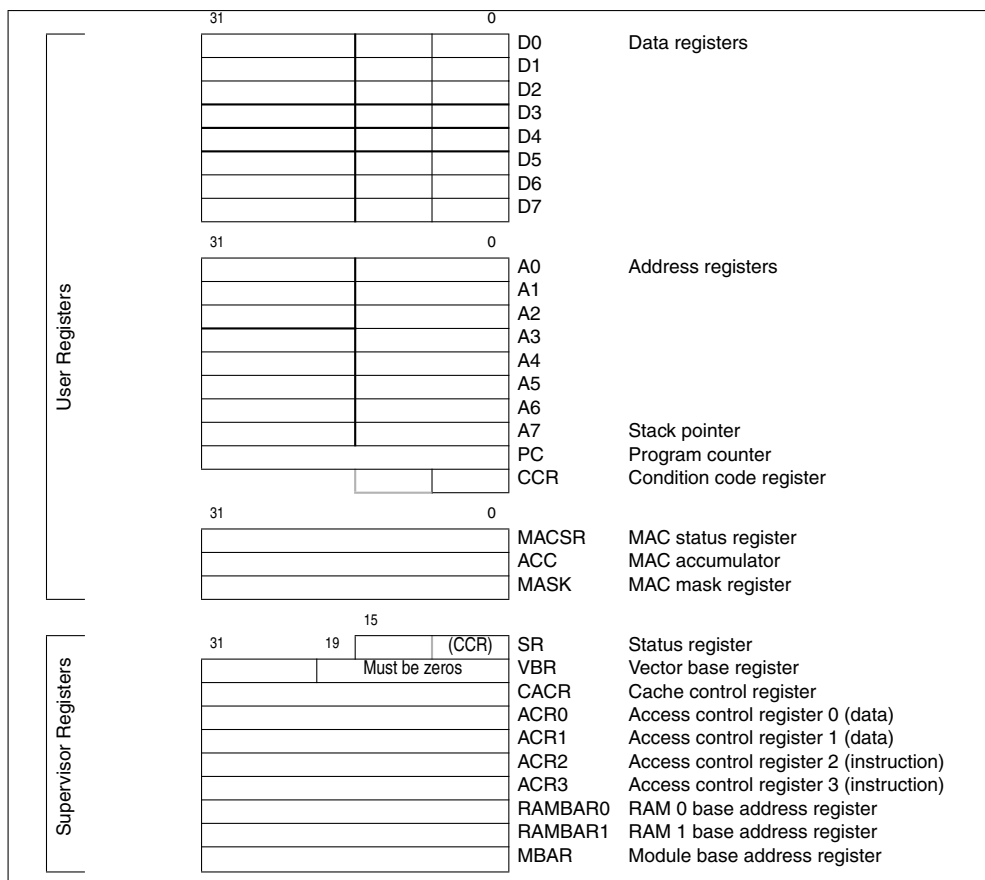 31 0
D0 Data registers
D1
D2
D3
D4
D5
D6
D7
31 0
A0 Address registers
A1
A2
A3
A4
A5
A6
A7 Stack pointer
PC Program counter
CCR Condition code register
User Registers
31 0
MACSR MAC status register
ACC MAC accumulator
MASK MAC mask register
15
31 19 (CCR) SR Status register
Must be zeros VBR Vector base register
CACR Cache control register
ACR0 Access control register 0 (data)
ACR1 Access control register 1 (data)
ACR2 Access control register 2 (instruction)
ACR3 Access control register 3 (instruction)
RAMBAR0 RAM 0 base address register
RAMBAR1 RAM 1 base address register
MBAR Module base address register
Supervisor Registers